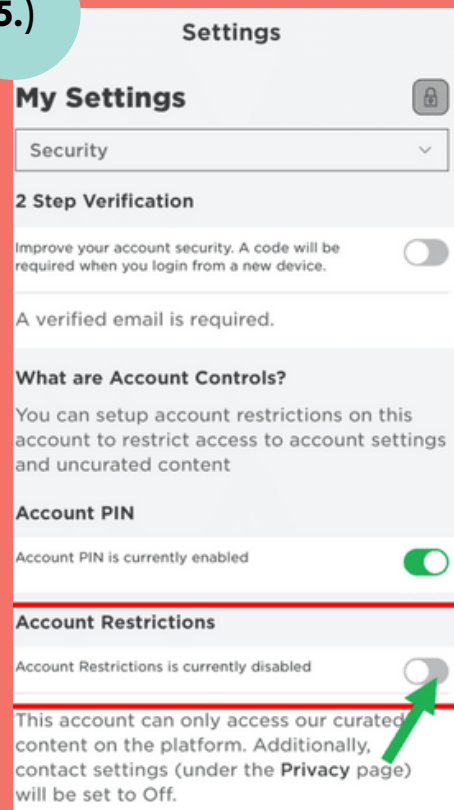 5.)
Settings
My Settings
Security
2 Step Verification
Improve your account security. A code will be
required when you login from a new device.
A verified email is required.
What are Account Controls?
You can setup account restrictions on this
account to restrict access to account settings
and uncurated content
Account PIN
Account PIN is currently enabled
Account Restrictions
Account Restrictions is currently disabled
This account can only access our curated
content on the platform. Additionally,
contact settings (under the Privacy page)
will be set to Off.